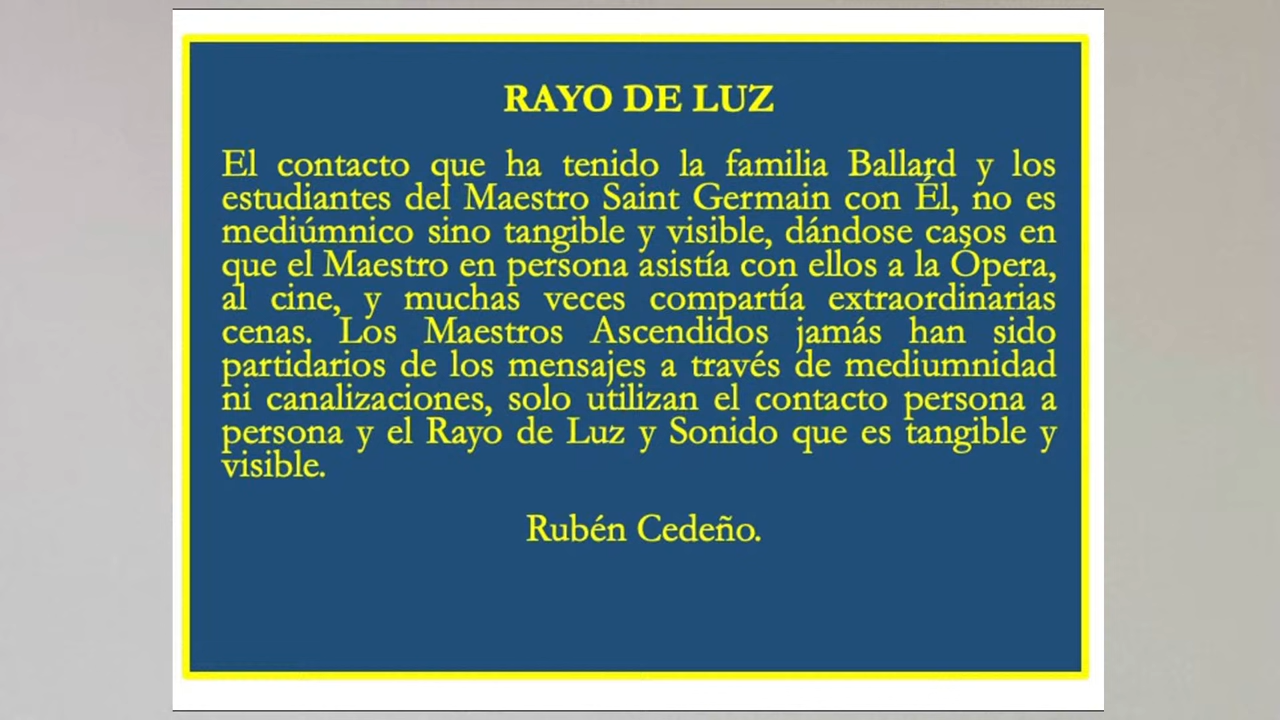 RAYO DE LUZ
El contacto que ha tenido la familia Ballard y los
estudiantes del Maestro Saint Germain con Él, no es
mediúmnico sino tangible y visible, dándose casos en
que el Maestro en persona asistía con ellos a la Ópera,
al cine, y muchas veces compartía extraordinarias
cenas. Los Maestros Ascendidos jamás han sido
partidarios de los mensajes a través de mediumnidad
ni canalizaciones, solo utilizan el contacto persona a
persona y el Rayo de Luz y Sonido que es tangible y
visible.
Rubén Cedeño.